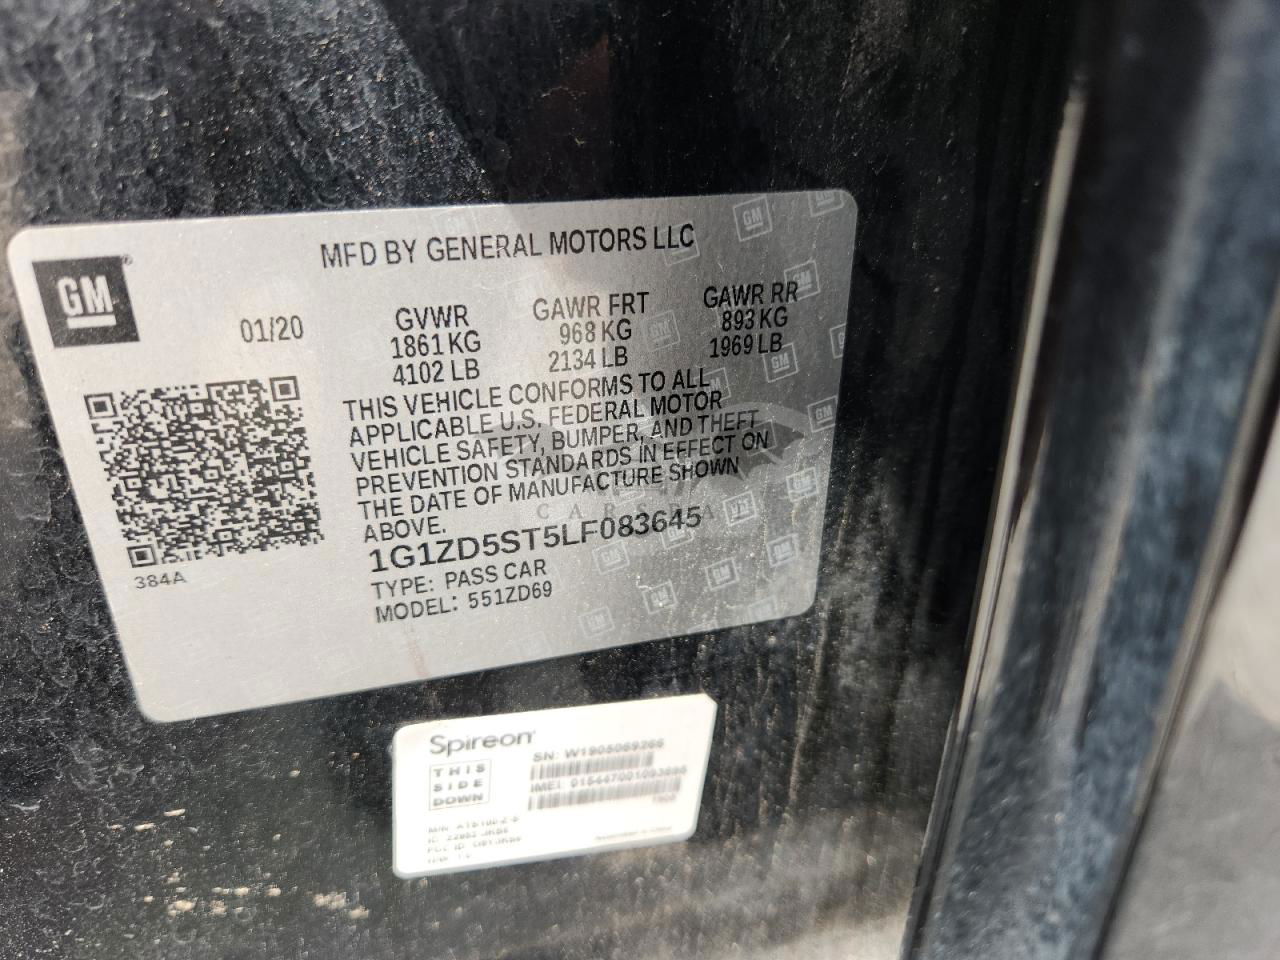 GM
MFD BY GENERAL MOTORS LLC
01/20
GVWR
1861 KG
4102 LB
GAWR FRT
968 KG
2134 LB
GAWR RR
893 KG
1969 LB
THIS VEHICLE CONFORMS TO ALL
APPLICABLE U.S. FEDERAL MOTOR
VEHICLE SAFETY, BUMPER, AND THEFT
PREVENTION STANDARDS IN EFFECT ON
THE DATE OF MANUFACTURE SHOWN
ABOVE.
1G1ZD5ST5LF083645
TYPE: PASS CAR
MODEL: 551ZD69
384A
Spireon
THIS
SIDE
DOWN
SN: W1905069266
IMEI: